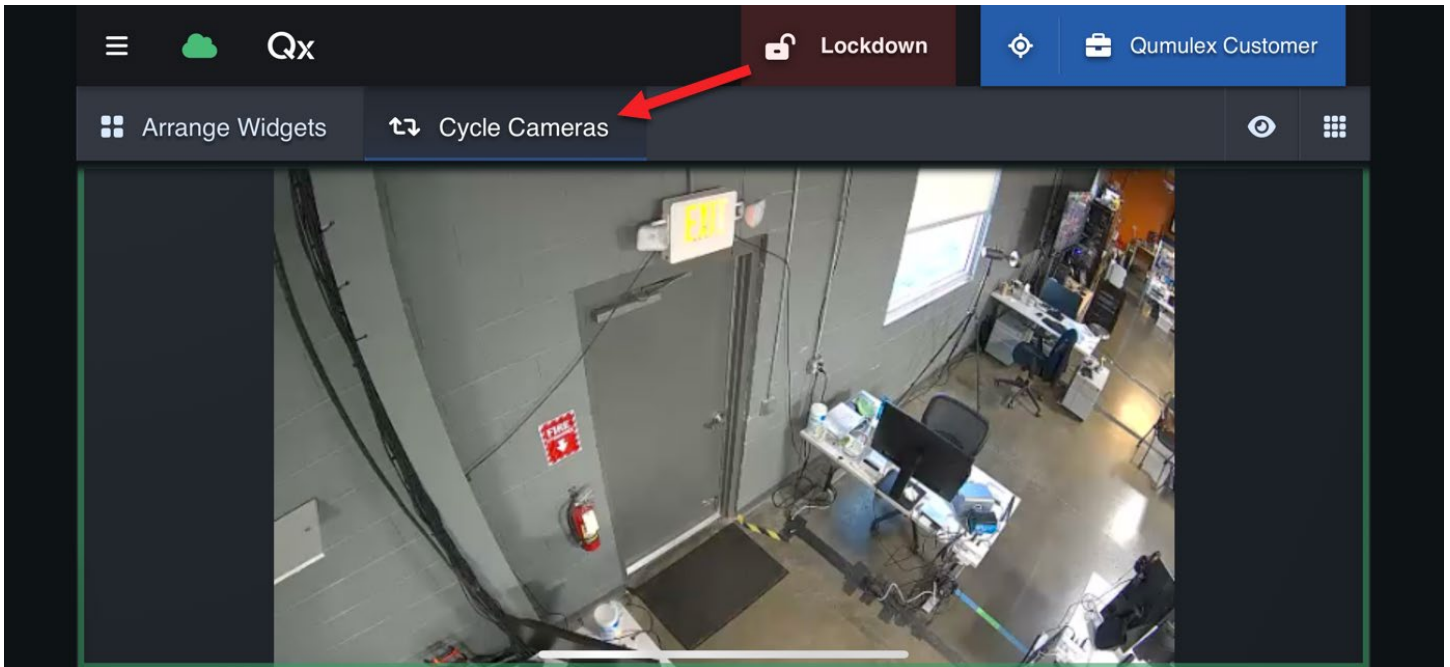 Qx
Lockdown
Qumulex Customer
Arrange Widgets
Cycle Cameras
EXIT
FIRE